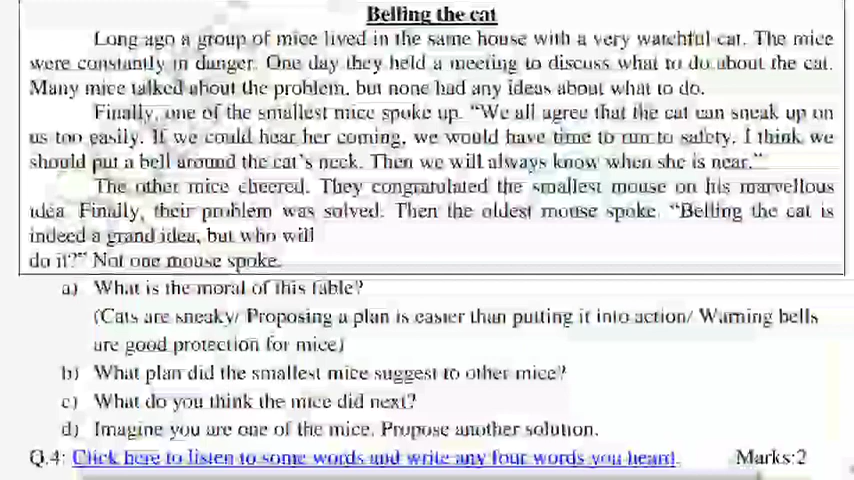 Belling the cat
Long ago a group of mice lived in the same house with a very watchful cat. The mice
were constantly in danger. One day they held a meeting to discuss what to do about the cat.
Many mice talked about the problem, but none had any ideas about what to do.
Finally, one of the smallest mice spoke up. “We all agree that the cat can sneak up on
us too easily. If we could hear her coming, we would have time to run to safety. I think we
should put a bell around the cat’s neck. Then we will always know when she is near.”
The other mice cheered. They congratulated the smallest mouse on his marvellous
idea. Finally, their problem was solved. Then the oldest mouse spoke. “Belling the cat is
indeed a grand idea, but who will
do it?” Not one mouse spoke.
a) What is the moral of this fable?
(Cats are sneaky/ Proposing a plan is easier than putting it into action/ Warning bells
are good protection for mice)
b) What plan did the smallest mice suggest to other mice?
c) What do you think the mice did next?
d) Imagine you are one of the mice. Propose another solution.
Q.4: Click here to listen to some words and write any four words you heard. Marks:2